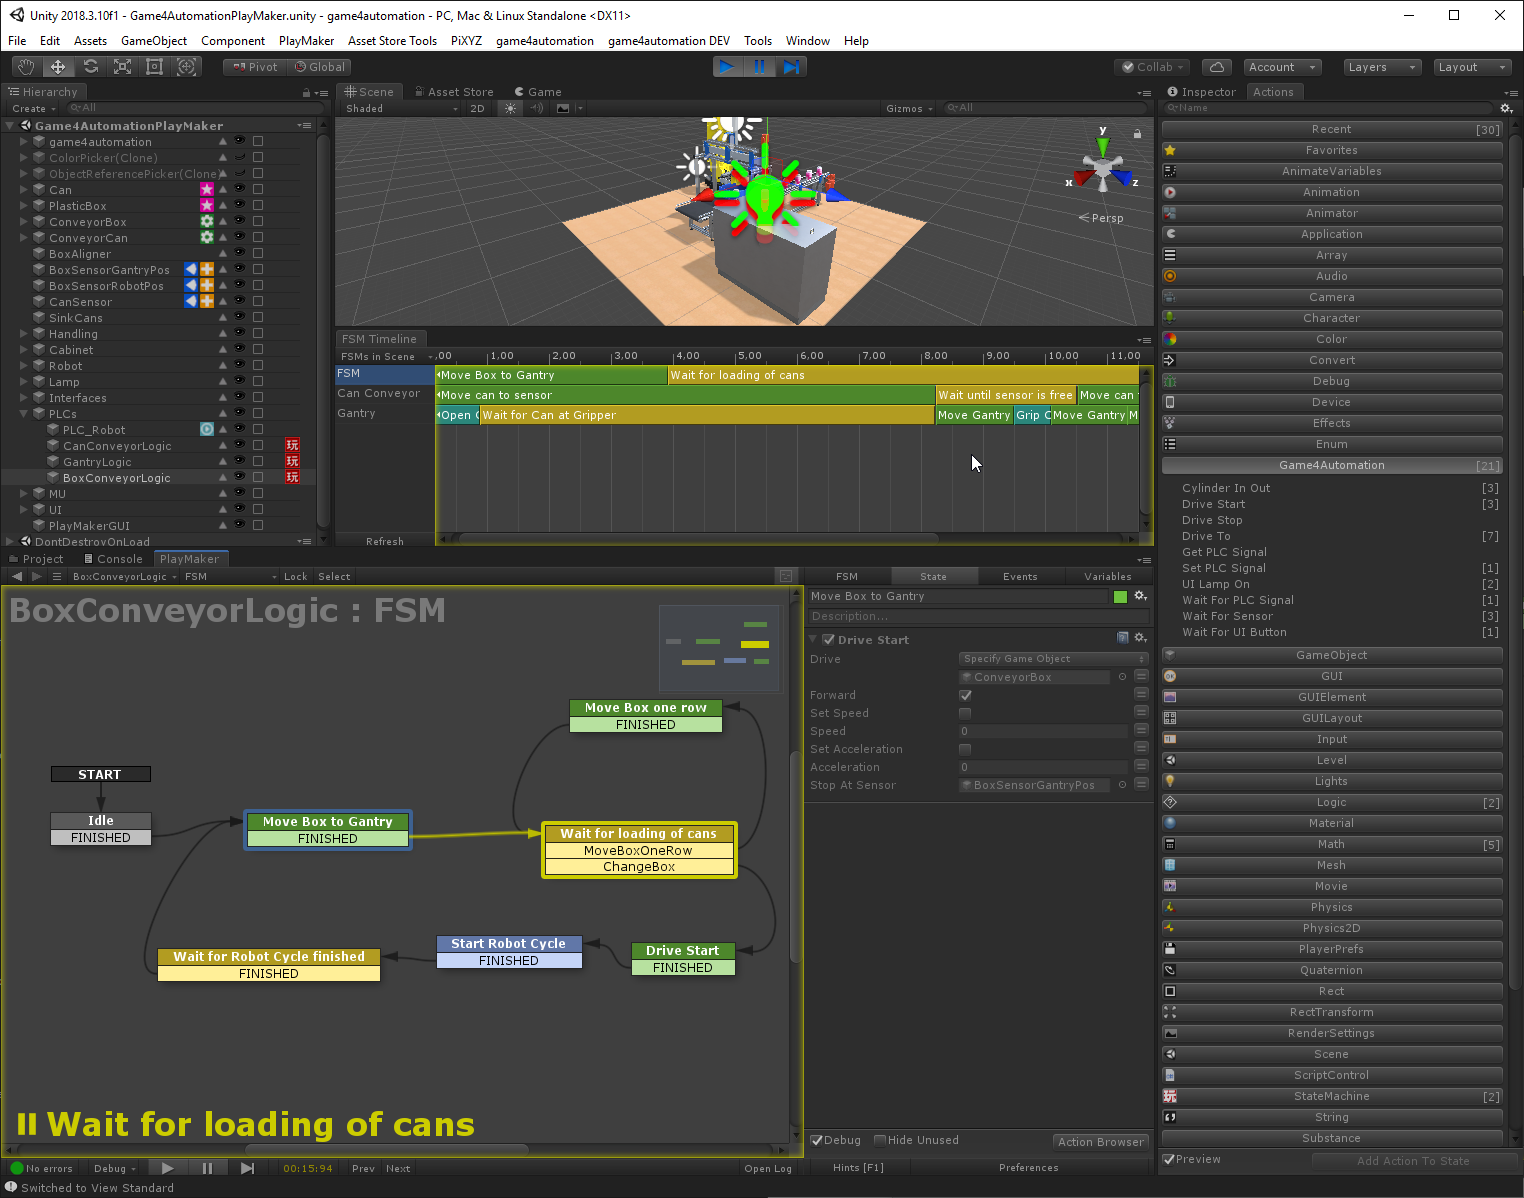 Unity 2018.3.10f1 - Game4AutomationPlayMaker.unity - game4automation - PC, Mac & Linux Standalone <DX11>
File Edit Assets GameObject Component PlayMaker Asset Store Tools PiXYZ game4automation game4automation DEV Tools Window Help
Pivot Global Collab Account Layers Layout
Hierarchy
Create All
Game4AutomationPlayMaker
game4automation
ColorPicker(Clone)
ObjectReferencePicker(Clone)
Can
PlasticBox
ConveyorBox
ConveyorCan
BoxAligner
BoxSensorGantryPos
BoxSensorRobotPos
CanSensor
SinkCans
Handling
Cabinet
Robot
Lamp
Interfaces
PLCs
PLC_Robot
CanConveyorLogic
玩
GantryLogic
玩
BoxConveyorLogic
玩
MU
UI
PlayMakerGUI
DontDestroyOnLoad
Scene Asset Store Game
Shaded 2D Gizmos All
y
x
z
Persp
FSM Timeline
FSMs in Scene ,00 1,00 2,00 3,00 4,00 5,00 6,00 7,00 8,00 9,00 10,00 11,00
FSM Move Box to Gantry Wait for loading of cans
Can Conveyor Move can to sensor Wait until sensor is free Move can
Gantry Open Wait for Can at Gripper Move Gantry Grip C Move Gantry M
Refresh
Project Console PlayMaker
BoxConveyorLogic FSM Lock Select
BoxConveyorLogic : FSM
Move Box one row
FINISHED
START
Idle
FINISHED
Move Box to Gantry
FINISHED
Wait for loading of cans
MoveBoxOneRow
ChangeBox
Wait for Robot Cycle finished
FINISHED
Start Robot Cycle
FINISHED
Drive Start
FINISHED
Wait for loading of cans
No errors Debug 00:15:94 Prev Next Open Log
Switched to View Standard
FSM State Events Variables
Move Box to Gantry
Description...
Drive Start
Drive Specify Game Object
ConveyorBox
Forward
Set Speed
Speed 0
Set Acceleration
Acceleration 0
Stop At Sensor BoxSensorGantryPos
Debug Hide Unused Action Browser
Hints [F1] Preferences
Inspector Actions
Name
Recent [30]
Favorites
AnimateVariables
Animation
Animator
Application
Array
Audio
Camera
Character
Color
Convert
Debug
Device
Effects
Enum
Game4Automation [21]
Cylinder In Out [3]
Drive Start [3]
Drive Stop
Drive To [7]
Get PLC Signal
Set PLC Signal [1]
UI Lamp On [2]
Wait For PLC Signal [1]
Wait For Sensor [3]
Wait For UI Button [1]
GameObject
GUI
GUIElement
GUILayout
Input
Level
Lights
Logic [2]
Material
Math [5]
Mesh
Movie
Physics
Physics2D
PlayerPrefs
Quaternion
Rect
RectTransform
RenderSettings
Scene
ScriptControl
StateMachine [2]
String
Substance
Preview Add Action To State